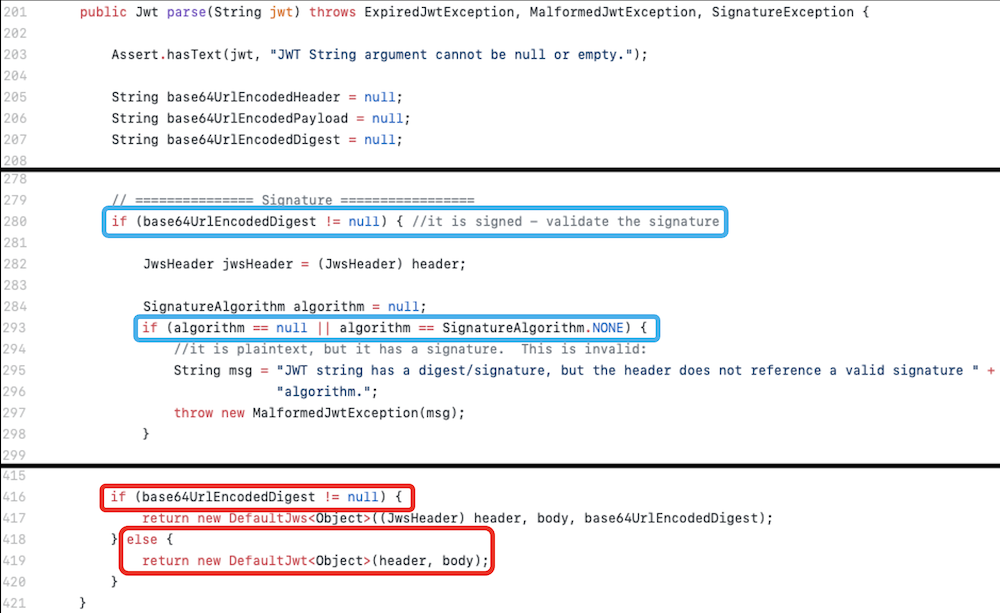 201 public Jwt parse(String jwt) throws ExpiredJwtException, MalformedJwtException, SignatureException {
202
203 Assert.hasText(jwt, "JWT String argument cannot be null or empty.");
204
205 String base64UrlEncodedHeader = null;
206 String base64UrlEncodedPayload = null;
207 String base64UrlEncodedDigest = null;
208
278
279 // =============== Signature =================
280 if (base64UrlEncodedDigest != null) { //it is signed - validate the signature
281
282 JwsHeader jwsHeader = (JwsHeader) header;
283
284 SignatureAlgorithm algorithm = null;
293 if (algorithm == null || algorithm == SignatureAlgorithm.NONE) {
294 //it is plaintext, but it has a signature.  This is invalid:
295 String msg = "JWT string has a digest/signature, but the header does not reference a valid signature " +
296 "algorithm.";
297 throw new MalformedJwtException(msg);
298 }
299
415
416 if (base64UrlEncodedDigest != null) {
417 return new DefaultJws<Object>((JwsHeader) header, body, base64UrlEncodedDigest);
418 } else {
419 return new DefaultJwt<Object>(header, body);
420 }
421 }